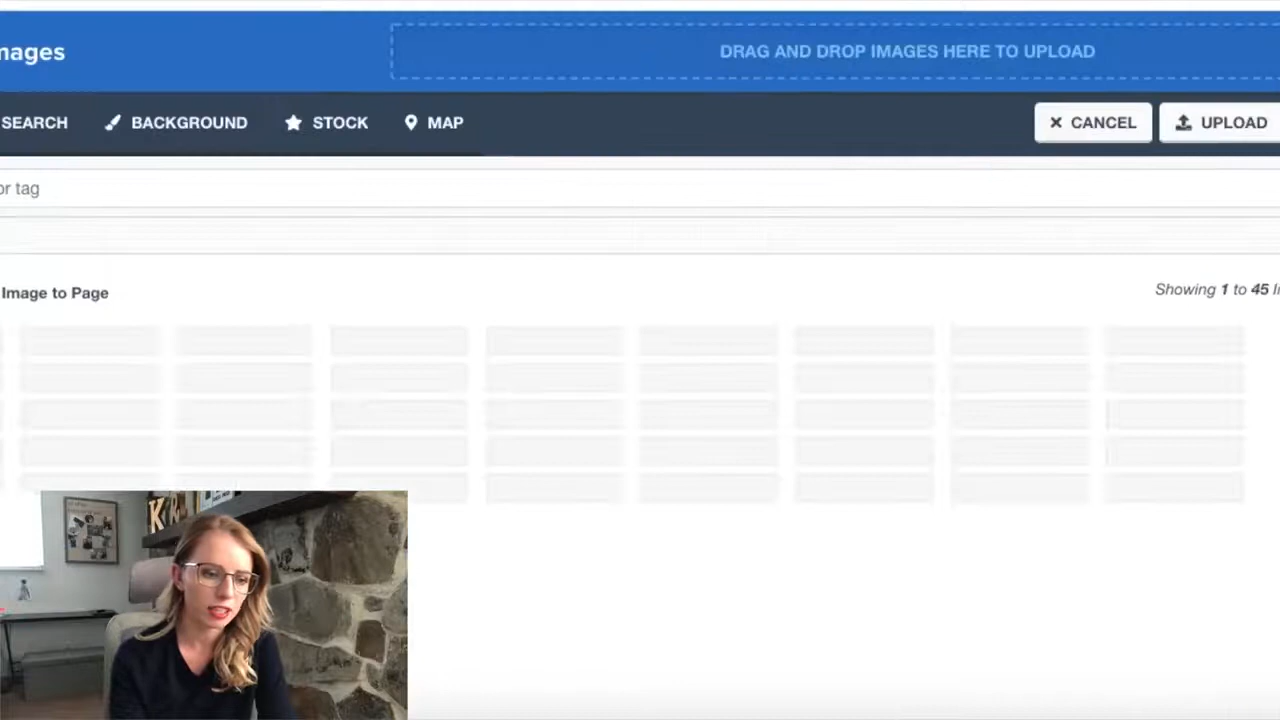 mages
DRAG AND DROP IMAGES HERE TO UPLOAD
SEARCH BACKGROUND STOCK MAP
CANCEL UPLOAD
or tag
Image to Page
Showing 1 to 45